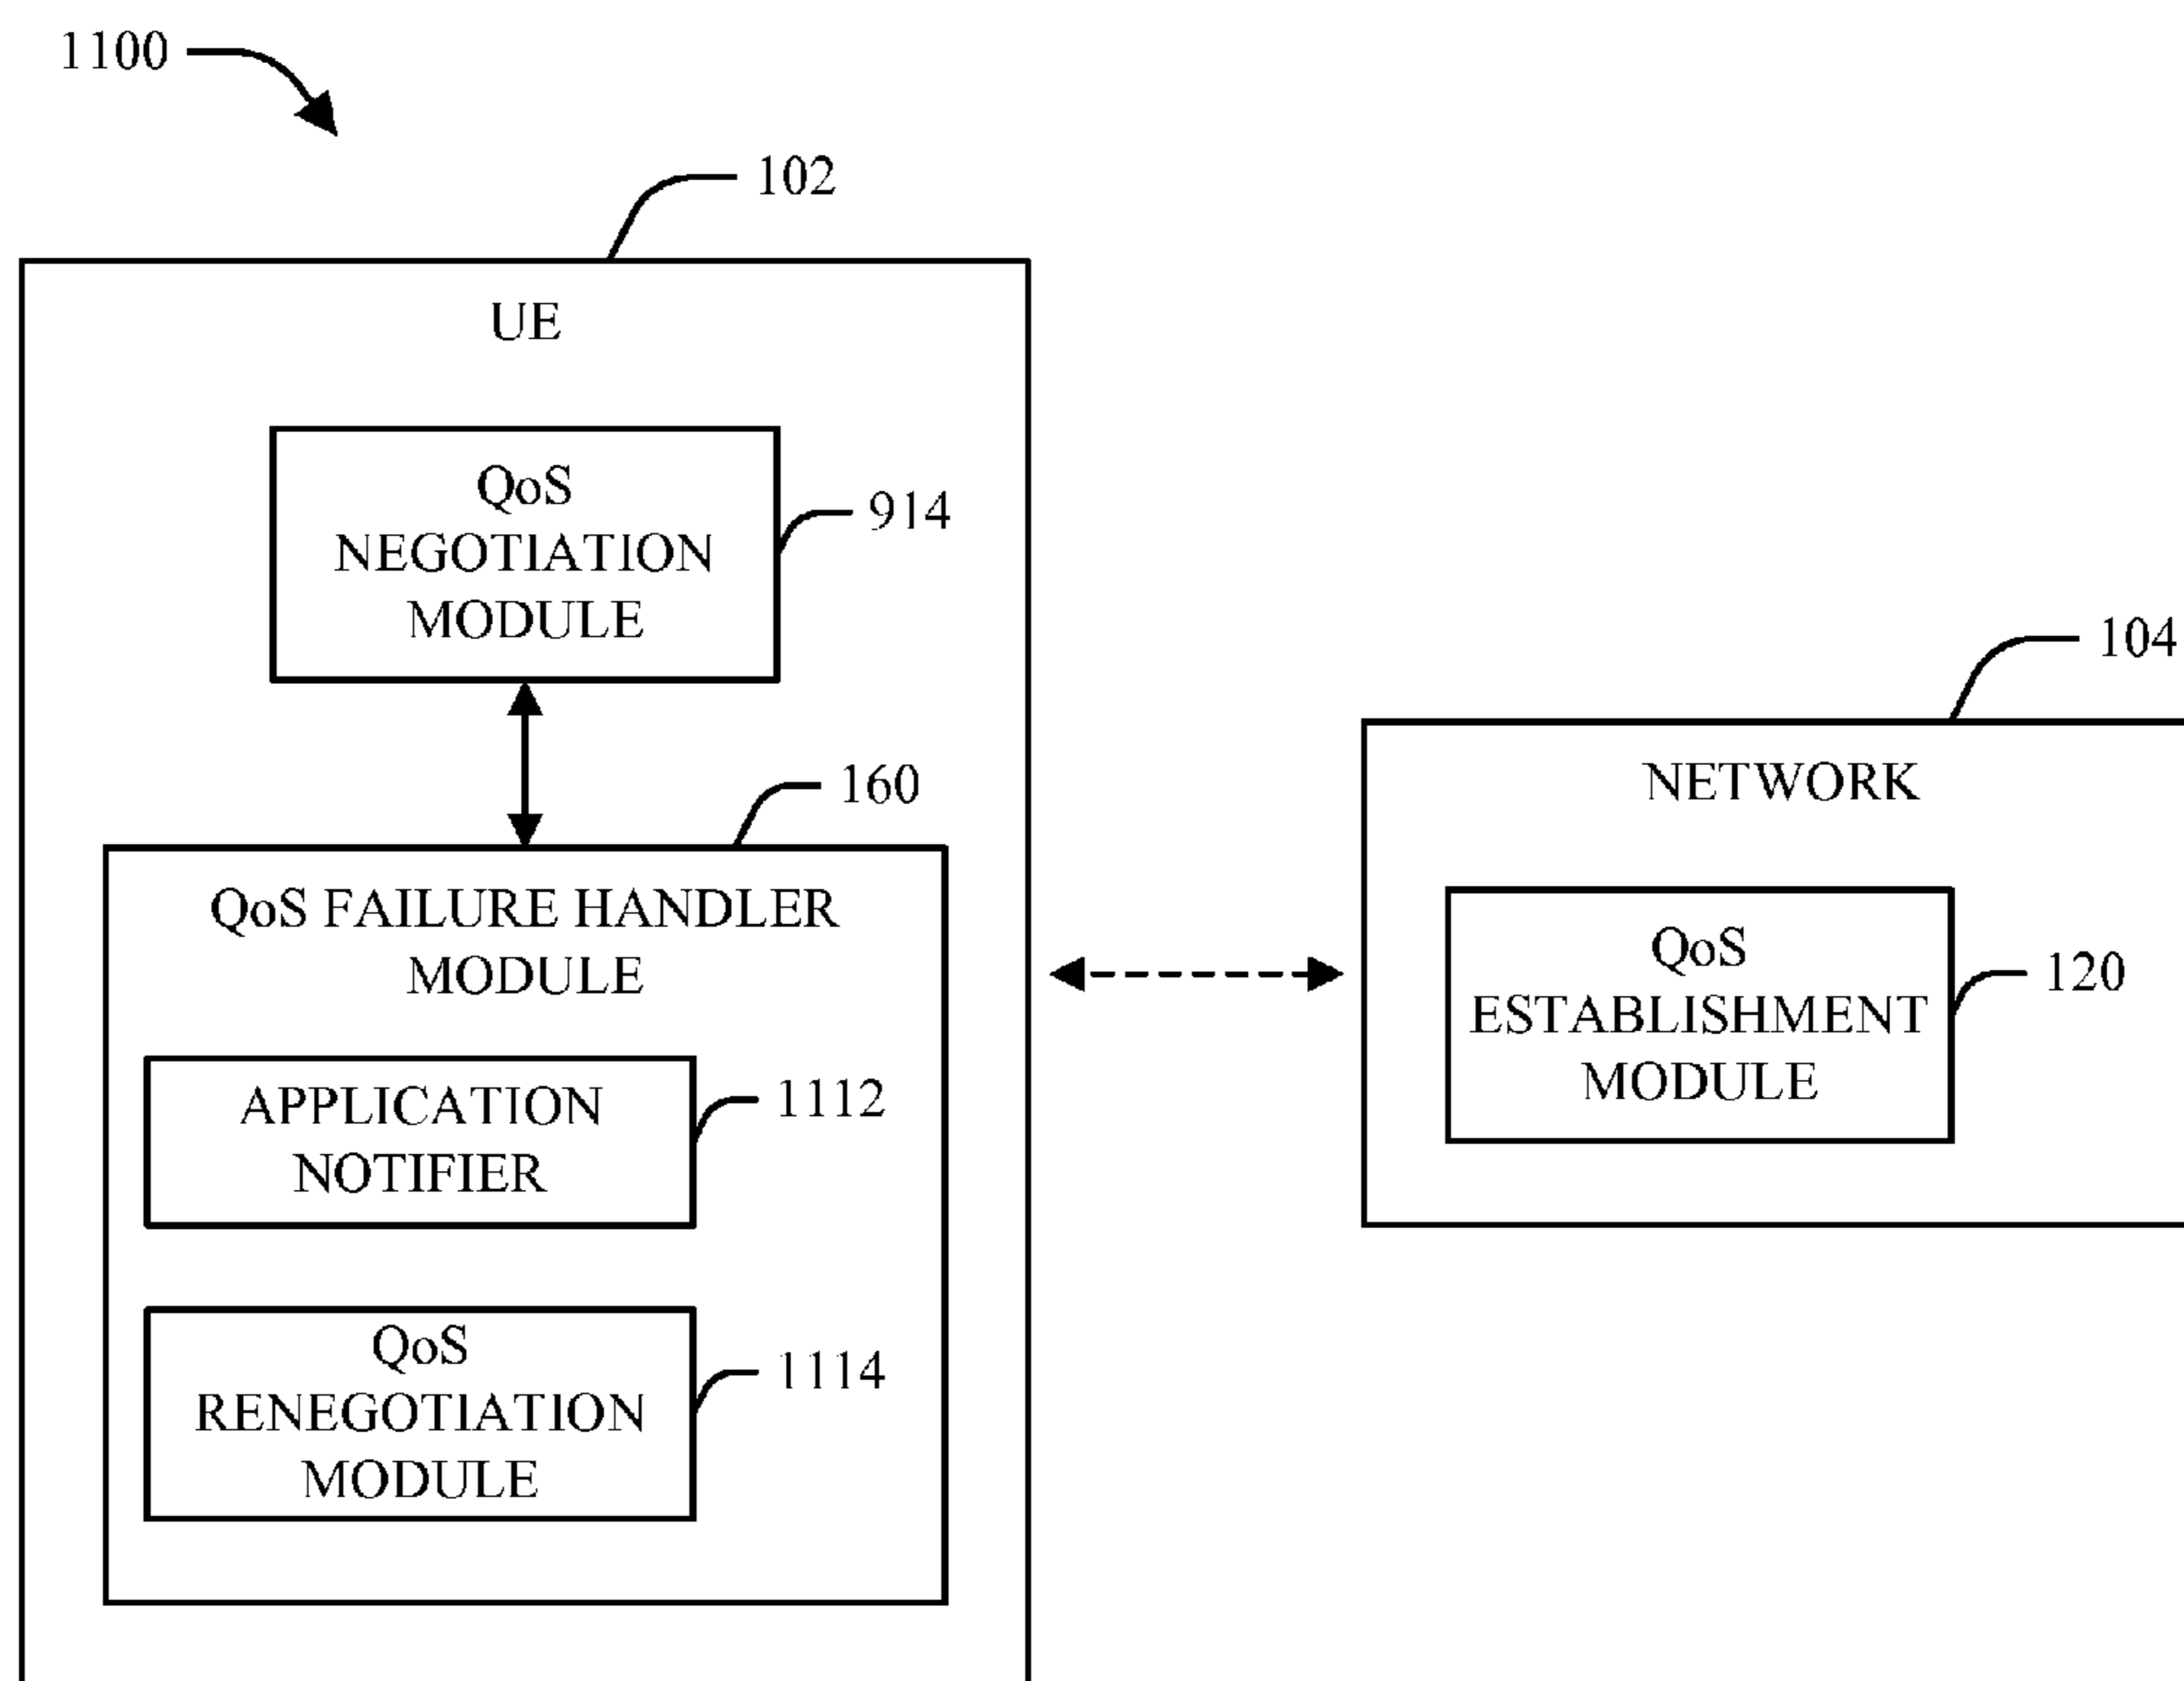 1100
102
UE
QoS
NEGOTIATION
MODULE
914
104
160
NETWORK
QoS FAILURE HANDLER
MODULE
QoS
ESTABLISHMENT
MODULE
120
APPLICATION
NOTIFIER
1112
QoS
RENEGOTIATION
MODULE
1114